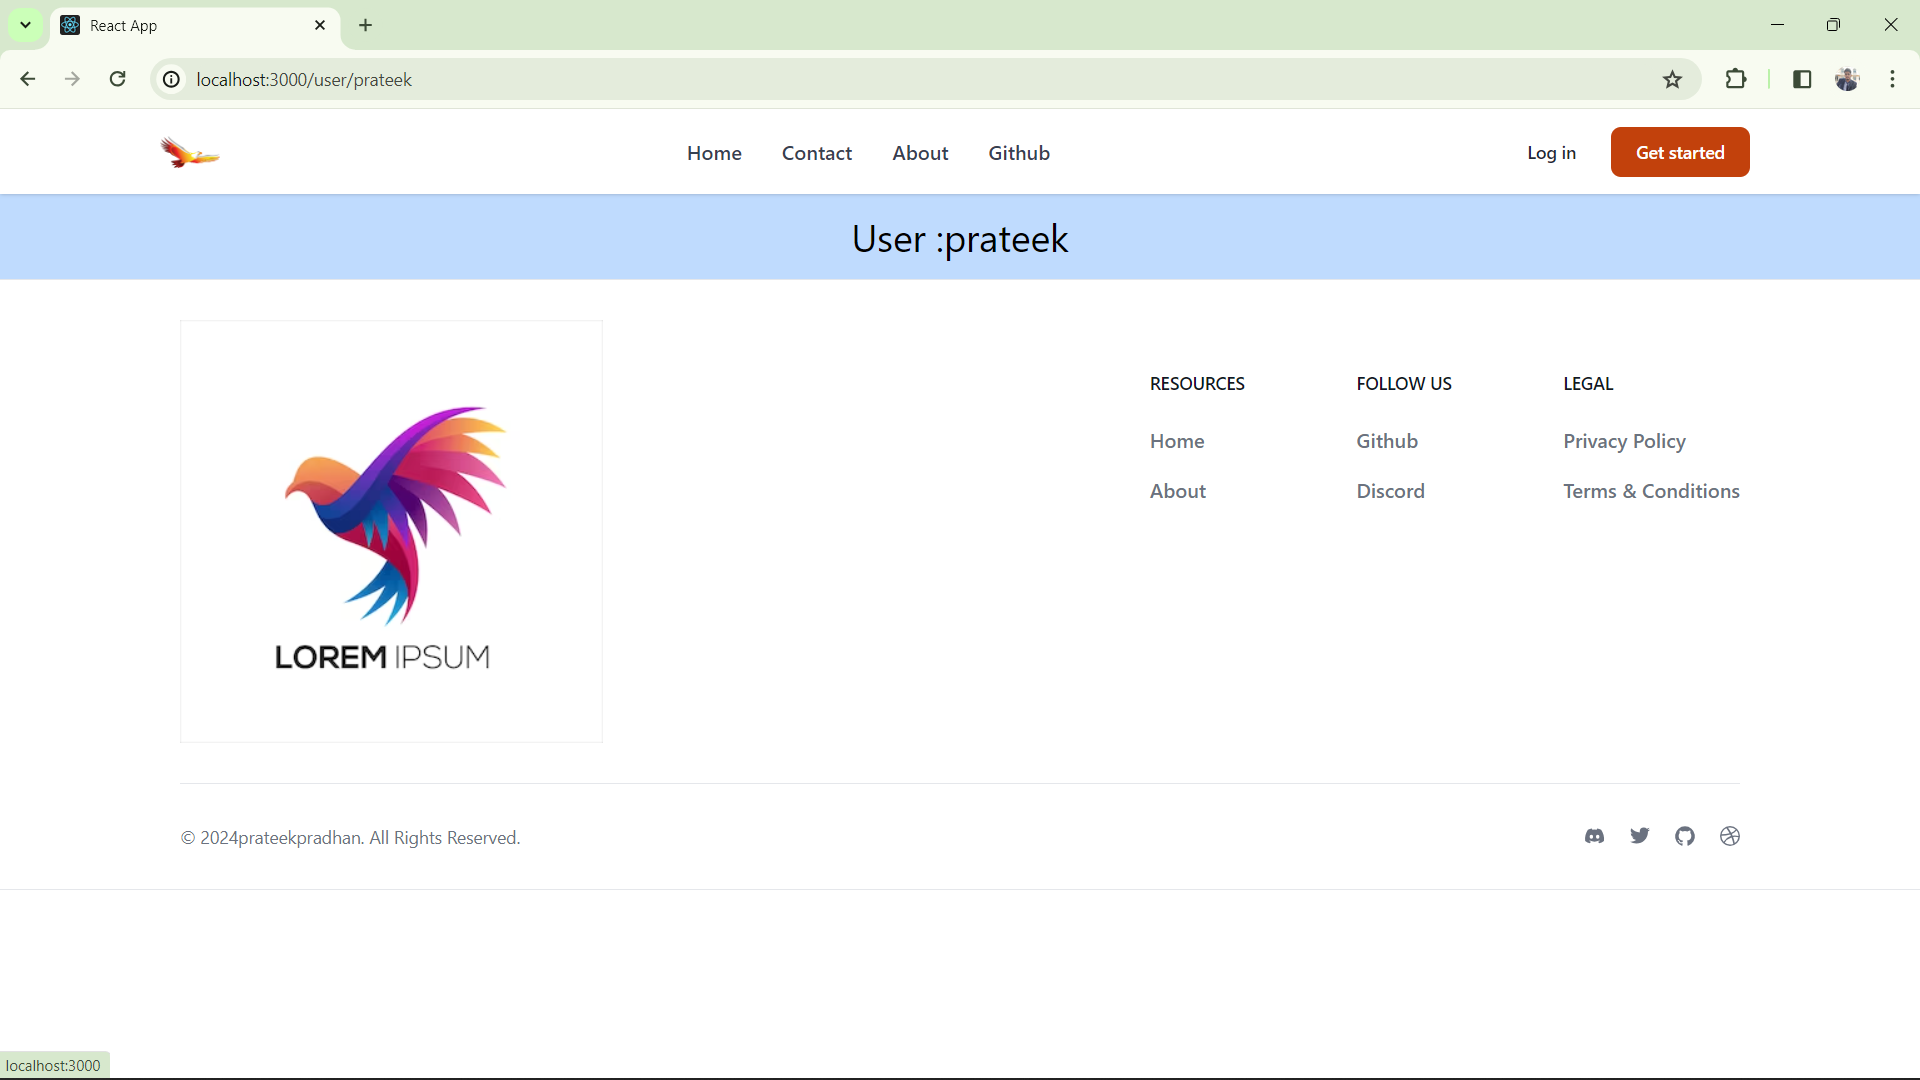 React App
localhost:3000/user/prateek
Home Contact About Github Log in Get started
User :prateek
LOREM IPSUM
RESOURCES
Home
About
FOLLOW US
Github
Discord
LEGAL
Privacy Policy
Terms & Conditions
© 2024prateekpradhan. All Rights Reserved.
localhost:3000